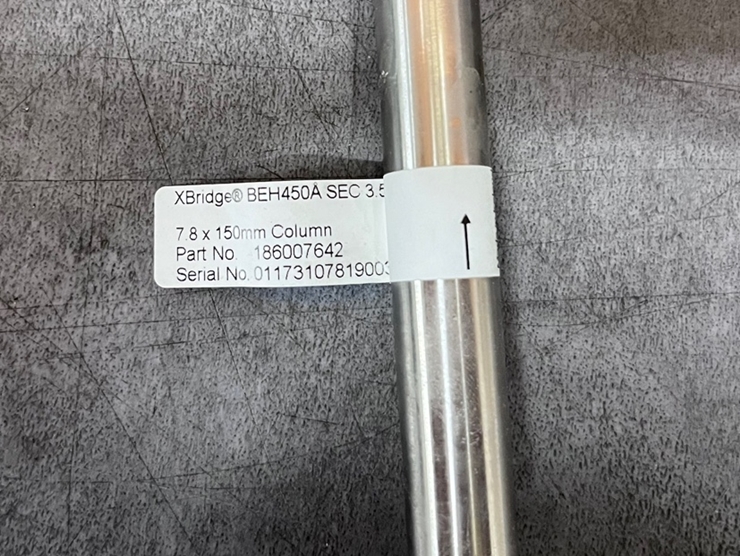 XBridge® BEH450A SEC 3.5
7.8 x 150mm Column
Part No. 186007642
Serial No. 01173107819003